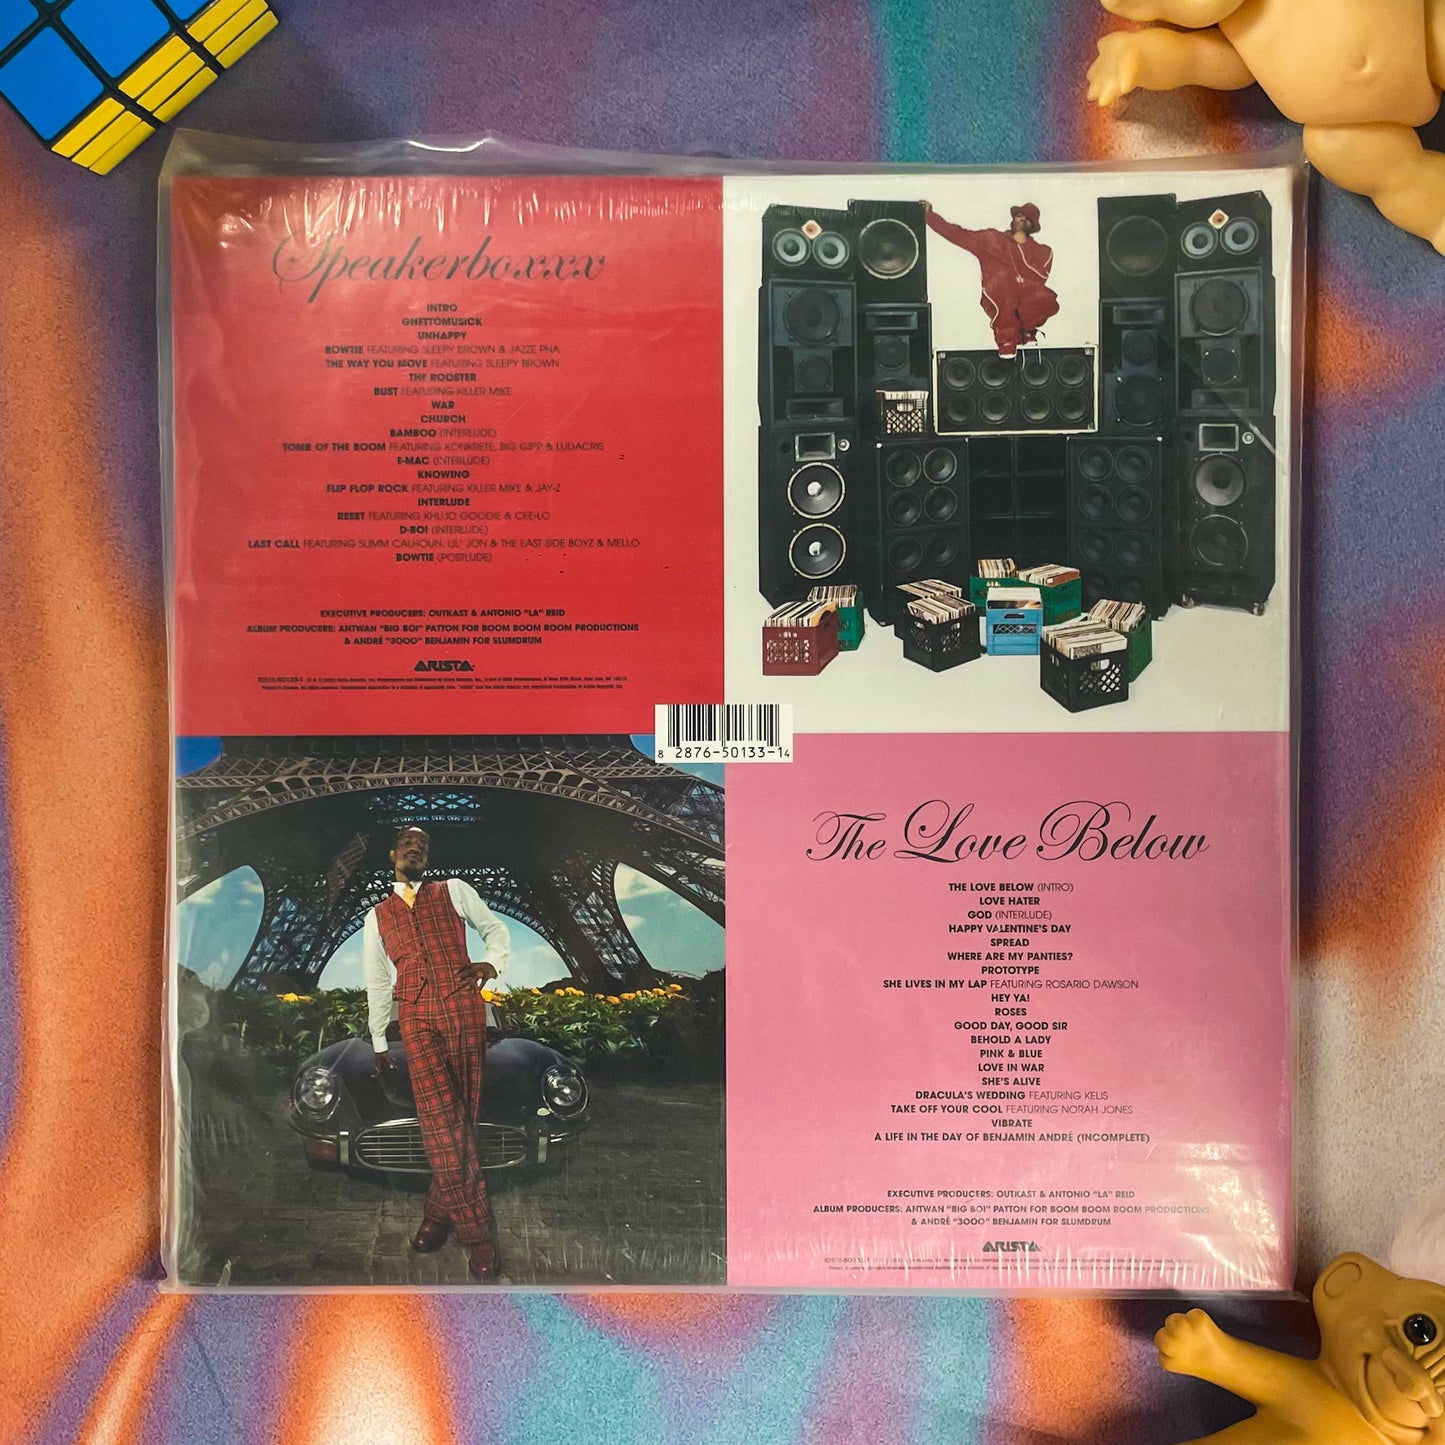 Speakerboxxx
INTRO
GHETTOMUSICK
UNHAPPY
BOWTIE FEATURING SLEEPY BROWN & JAZZE PHA
THE WAY YOU MOVE FEATURING SLEEPY BROWN
THE ROOSTER
BUST FEATURING KILLER MIKE
WAR
CHURCH
BAMBOO (INTERLUDE)
TOMB OF THE BOOM FEATURING KONKRETE, BIG GIPP & LUDACRIS
E-MAC (INTERLUDE)
KNOWING
FLIP FLOP ROCK FEATURING KILLER MIKE & JAY-Z
INTERLUDE
RESET FEATURING KHUJO GOODIE & CEE-LO
D-BOI (INTERLUDE)
LAST CALL FEATURING SLIMM CALHOUN, LIL' JON & THE EAST SIDE BOYZ & MELLO
BOWTIE (POSTLUDE)
EXECUTIVE PRODUCERS: OUTKAST & ANTONIO "LA" REID
ALBUM PRODUCERS: ANTWAN "BIG BOI" PATTON FOR BOOM BOOM ROOM PRODUCTIONS
& ANDRÉ "3000" BENJAMIN FOR SLUMDRUM
ARISTA
8 2876-50133-14
The Love Below
THE LOVE BELOW (INTRO)
LOVE HATER
GOD (INTERLUDE)
HAPPY VALENTINE'S DAY
SPREAD
WHERE ARE MY PANTIES?
PROTOTYPE
SHE LIVES IN MY LAP FEATURING ROSARIO DAWSON
HEY YA!
ROSES
GOOD DAY, GOOD SIR
BEHOLD A LADY
PINK & BLUE
LOVE IN WAR
SHE'S ALIVE
DRACULA'S WEDDING FEATURING KELIS
TAKE OFF YOUR COOL FEATURING NORAH JONES
VIBRATE
A LIFE IN THE DAY OF BENJAMIN ANDRÉ (INCOMPLETE)
EXECUTIVE PRODUCERS: OUTKAST & ANTONIO "LA" REID
ALBUM PRODUCERS: ANTWAN "BIG BOI" PATTON FOR BOOM BOOM ROOM PRODUCTIONS
& ANDRÉ "3000" BENJAMIN FOR SLUMDRUM
ARISTA